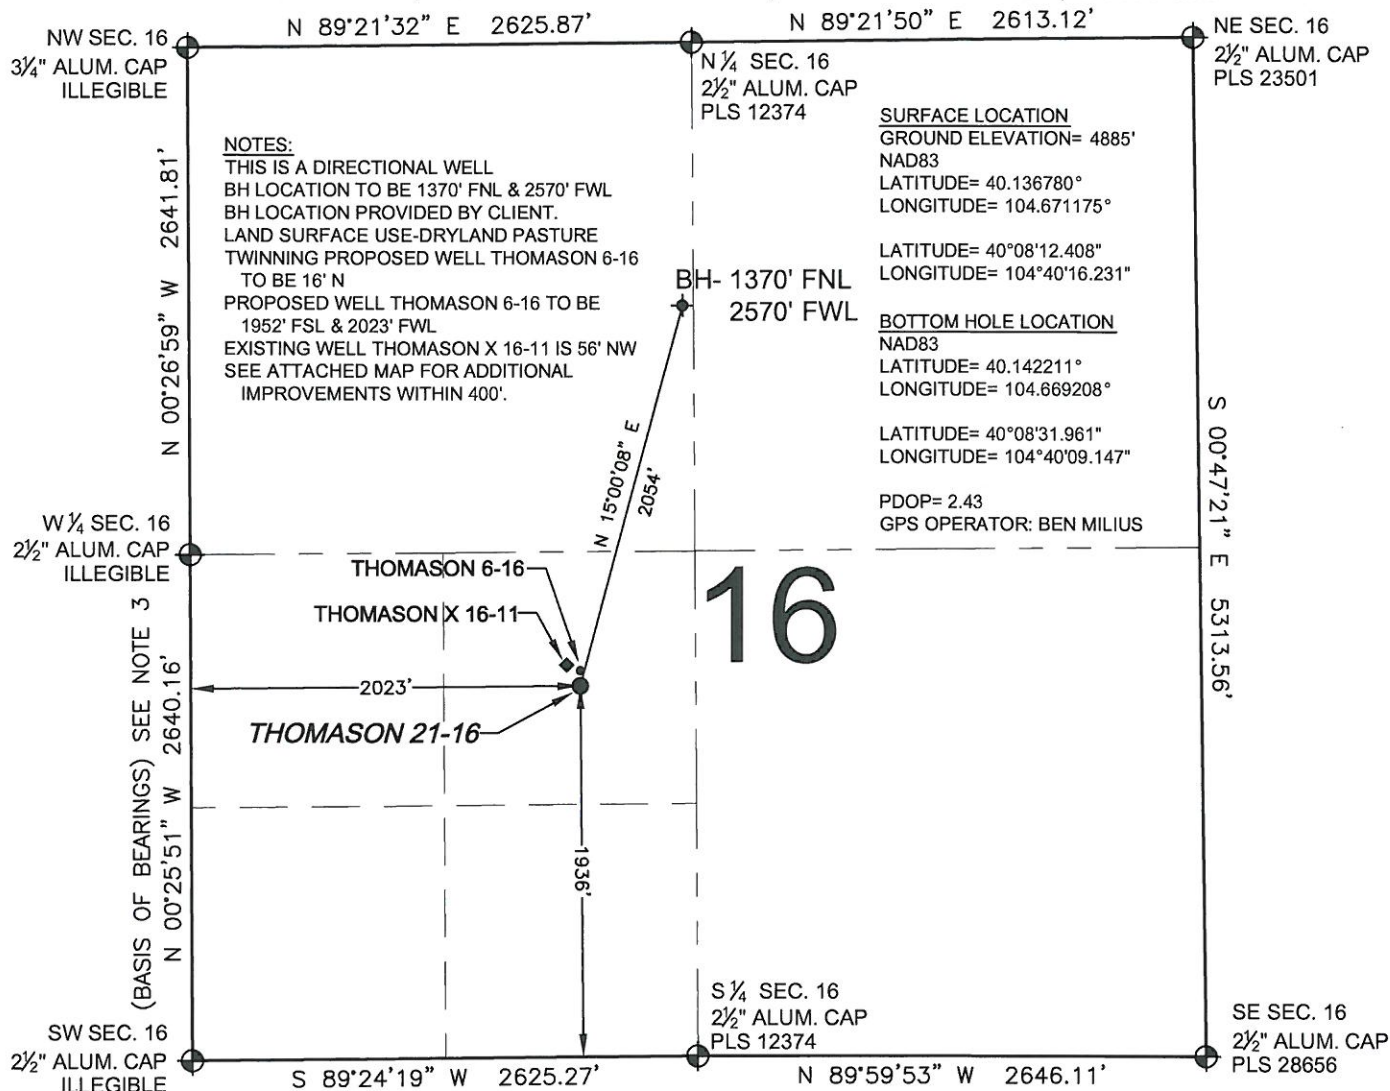 N 89°21'32" E 2625.87'
N 89°21'50" E 2613.12'
NW SEC. 16
3¼" ALUM. CAP
ILLEGIBLE
N ¼ SEC. 16
2½" ALUM. CAP
PLS 12374
NE SEC. 16
2½" ALUM. CAP
PLS 23501
NOTES:
THIS IS A DIRECTIONAL WELL
BH LOCATION TO BE 1370' FNL & 2570' FWL
BH LOCATION PROVIDED BY CLIENT.
LAND SURFACE USE-DRYLAND PASTURE
TWINNING PROPOSED WELL THOMASON 6-16
TO BE 16' N
PROPOSED WELL THOMASON 6-16 TO BE
1952' FSL & 2023' FWL
EXISTING WELL THOMASON X 16-11 IS 56' NW
SEE ATTACHED MAP FOR ADDITIONAL
IMPROVEMENTS WITHIN 400'.
SURFACE LOCATION
GROUND ELEVATION= 4885'
NAD83
LATITUDE= 40.136780°
LONGITUDE= 104.671175°
LATITUDE= 40°08'12.408"
LONGITUDE= 104°40'16.231"
BOTTOM HOLE LOCATION
NAD83
LATITUDE= 40.142211°
LONGITUDE= 104.669208°
LATITUDE= 40°08'31.961"
LONGITUDE= 104°40'09.147"
PDOP= 2.43
GPS OPERATOR: BEN MILIUS
BH- 1370' FNL
2570' FWL
N 00°26'59" W 2641.81'
N 15°00'08" E
2054'
S 00°47'21" E 5313.56'
W ¼ SEC. 16
2½" ALUM. CAP
ILLEGIBLE
THOMASON 6-16
THOMASON X 16-11
16
2023'
THOMASON 21-16
1936'
(BASIS OF BEARINGS) SEE NOTE 3
N 00°25'51" W 2640.16'
SW SEC. 16
2½" ALUM. CAP
ILLEGIBLE
S ¼ SEC. 16
2½" ALUM. CAP
PLS 12374
SE SEC. 16
2½" ALUM. CAP
PLS 28656
S 89°24'19" W 2625.27'
N 89°59'53" W 2646.11'